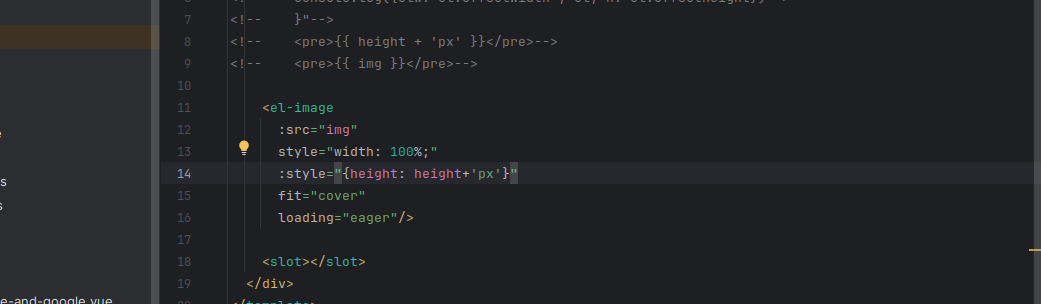 7 <!--    }"-->
8 <!--    <pre>{{ height + 'px' }}</pre>-->
9 <!--    <pre>{{ img }}</pre>-->
10
11 <el-image
12 :src="img"
13 style="width: 100%;"
14 :style="{height: height+'px'}"
15 fit="cover"
16 loading="eager"/>
17
18 <slot></slot>
19 </div>
e-and-google.vue